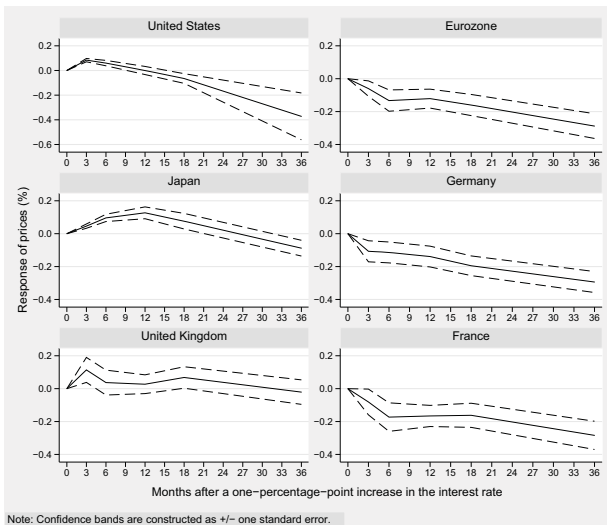 United States
Eurozone
0.2
0.0
−0.2
−0.4
−0.6
0 3 6 9 12 15 18 21 24 27 30 33 36
0.2
0.0
−0.2
−0.4
0 3 6 9 12 15 18 21 24 27 30 33 36
Japan
Germany
0.2
0.0
−0.2
−0.4
0 3 6 9 12 15 18 21 24 27 30 33 36
0.2
0.0
−0.2
−0.4
0 3 6 9 12 15 18 21 24 27 30 33 36
United Kingdom
France
0.2
0.0
−0.2
−0.4
0 3 6 9 12 15 18 21 24 27 30 33 36
0.2
0.0
−0.2
−0.4
0 3 6 9 12 15 18 21 24 27 30 33 36
Response of prices (%)
Months after a one−percentage−point increase in the interest rate
Note: Confidence bands are constructed as +/− one standard error.